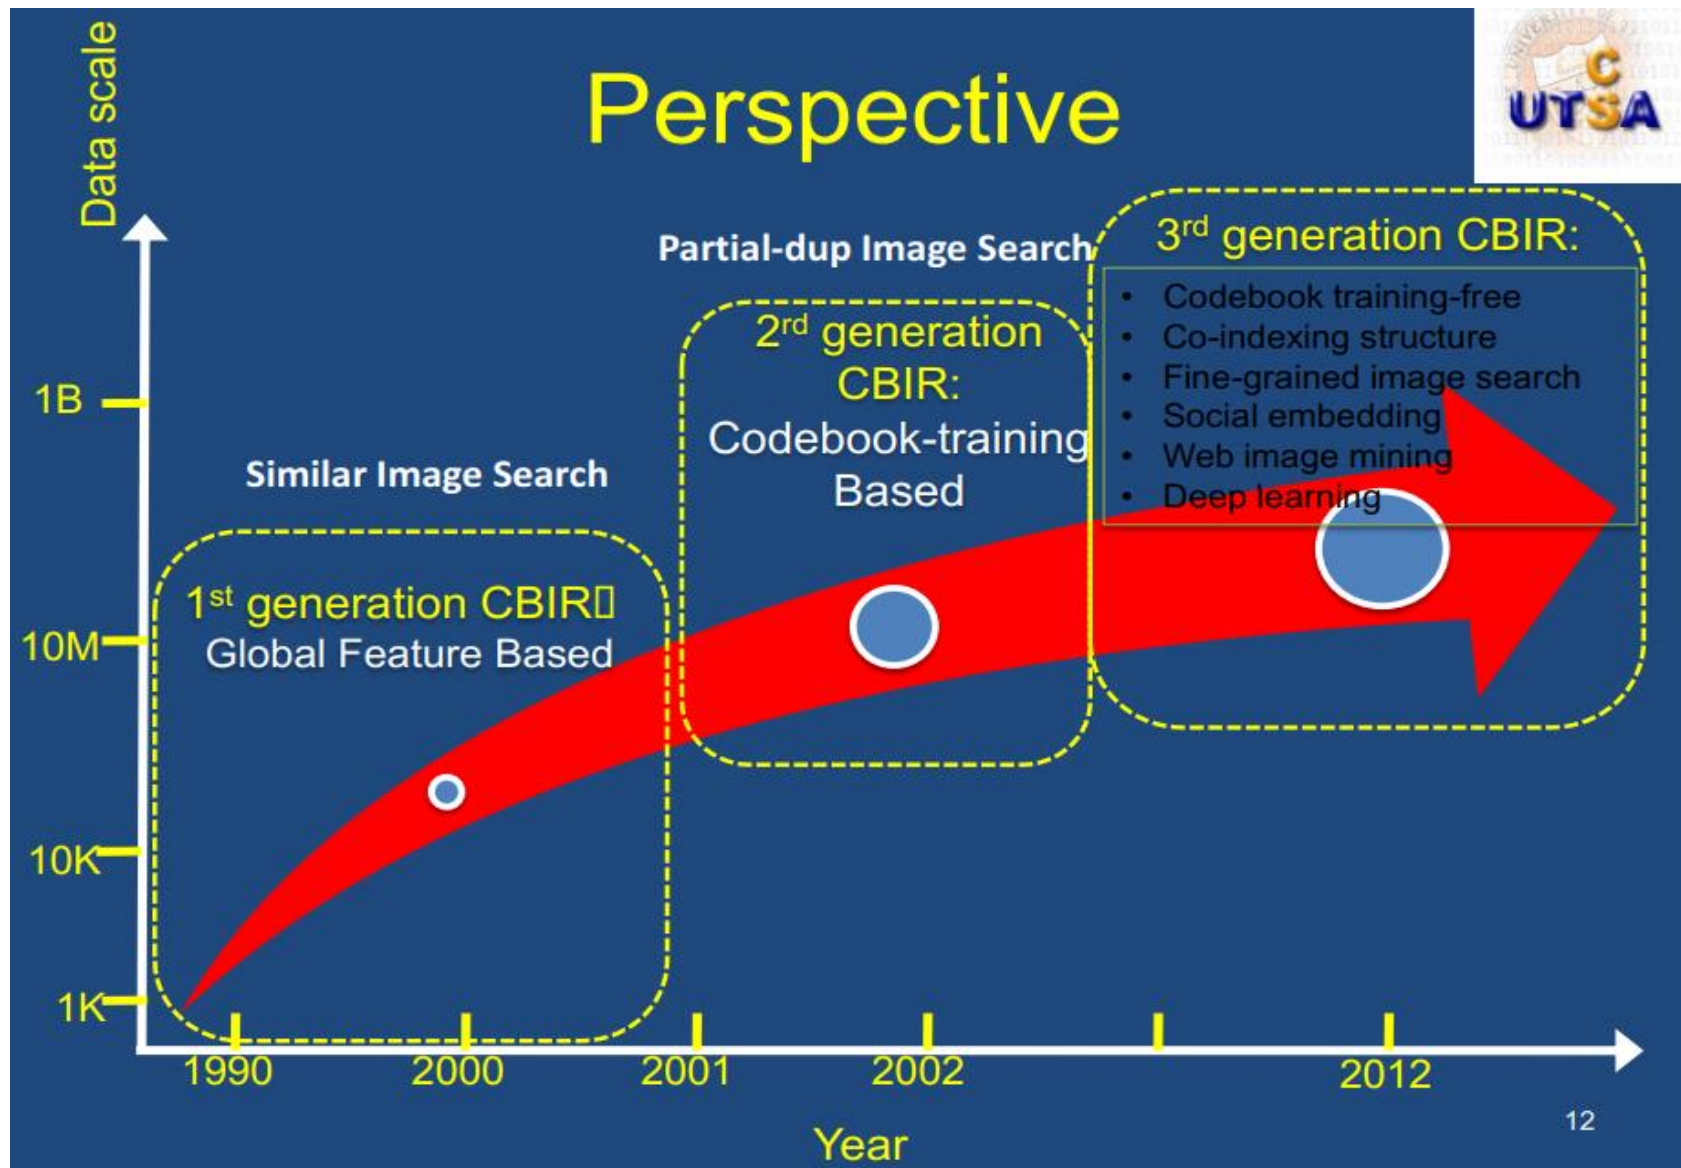 Perspective
C
UTSA
Data scale
Partial-dup Image Search
3rd generation CBIR:
• Codebook training-free
• Co-indexing structure
• Fine-grained image search
• Social embedding
• Web image mining
• Deep learning
2rd generation
CBIR:
Codebook-training
Based
Similar Image Search
1st generation CBIR▯
Global Feature Based
1B
10M
10K
1K
1990
2000
2001
2002
2012
Year
12